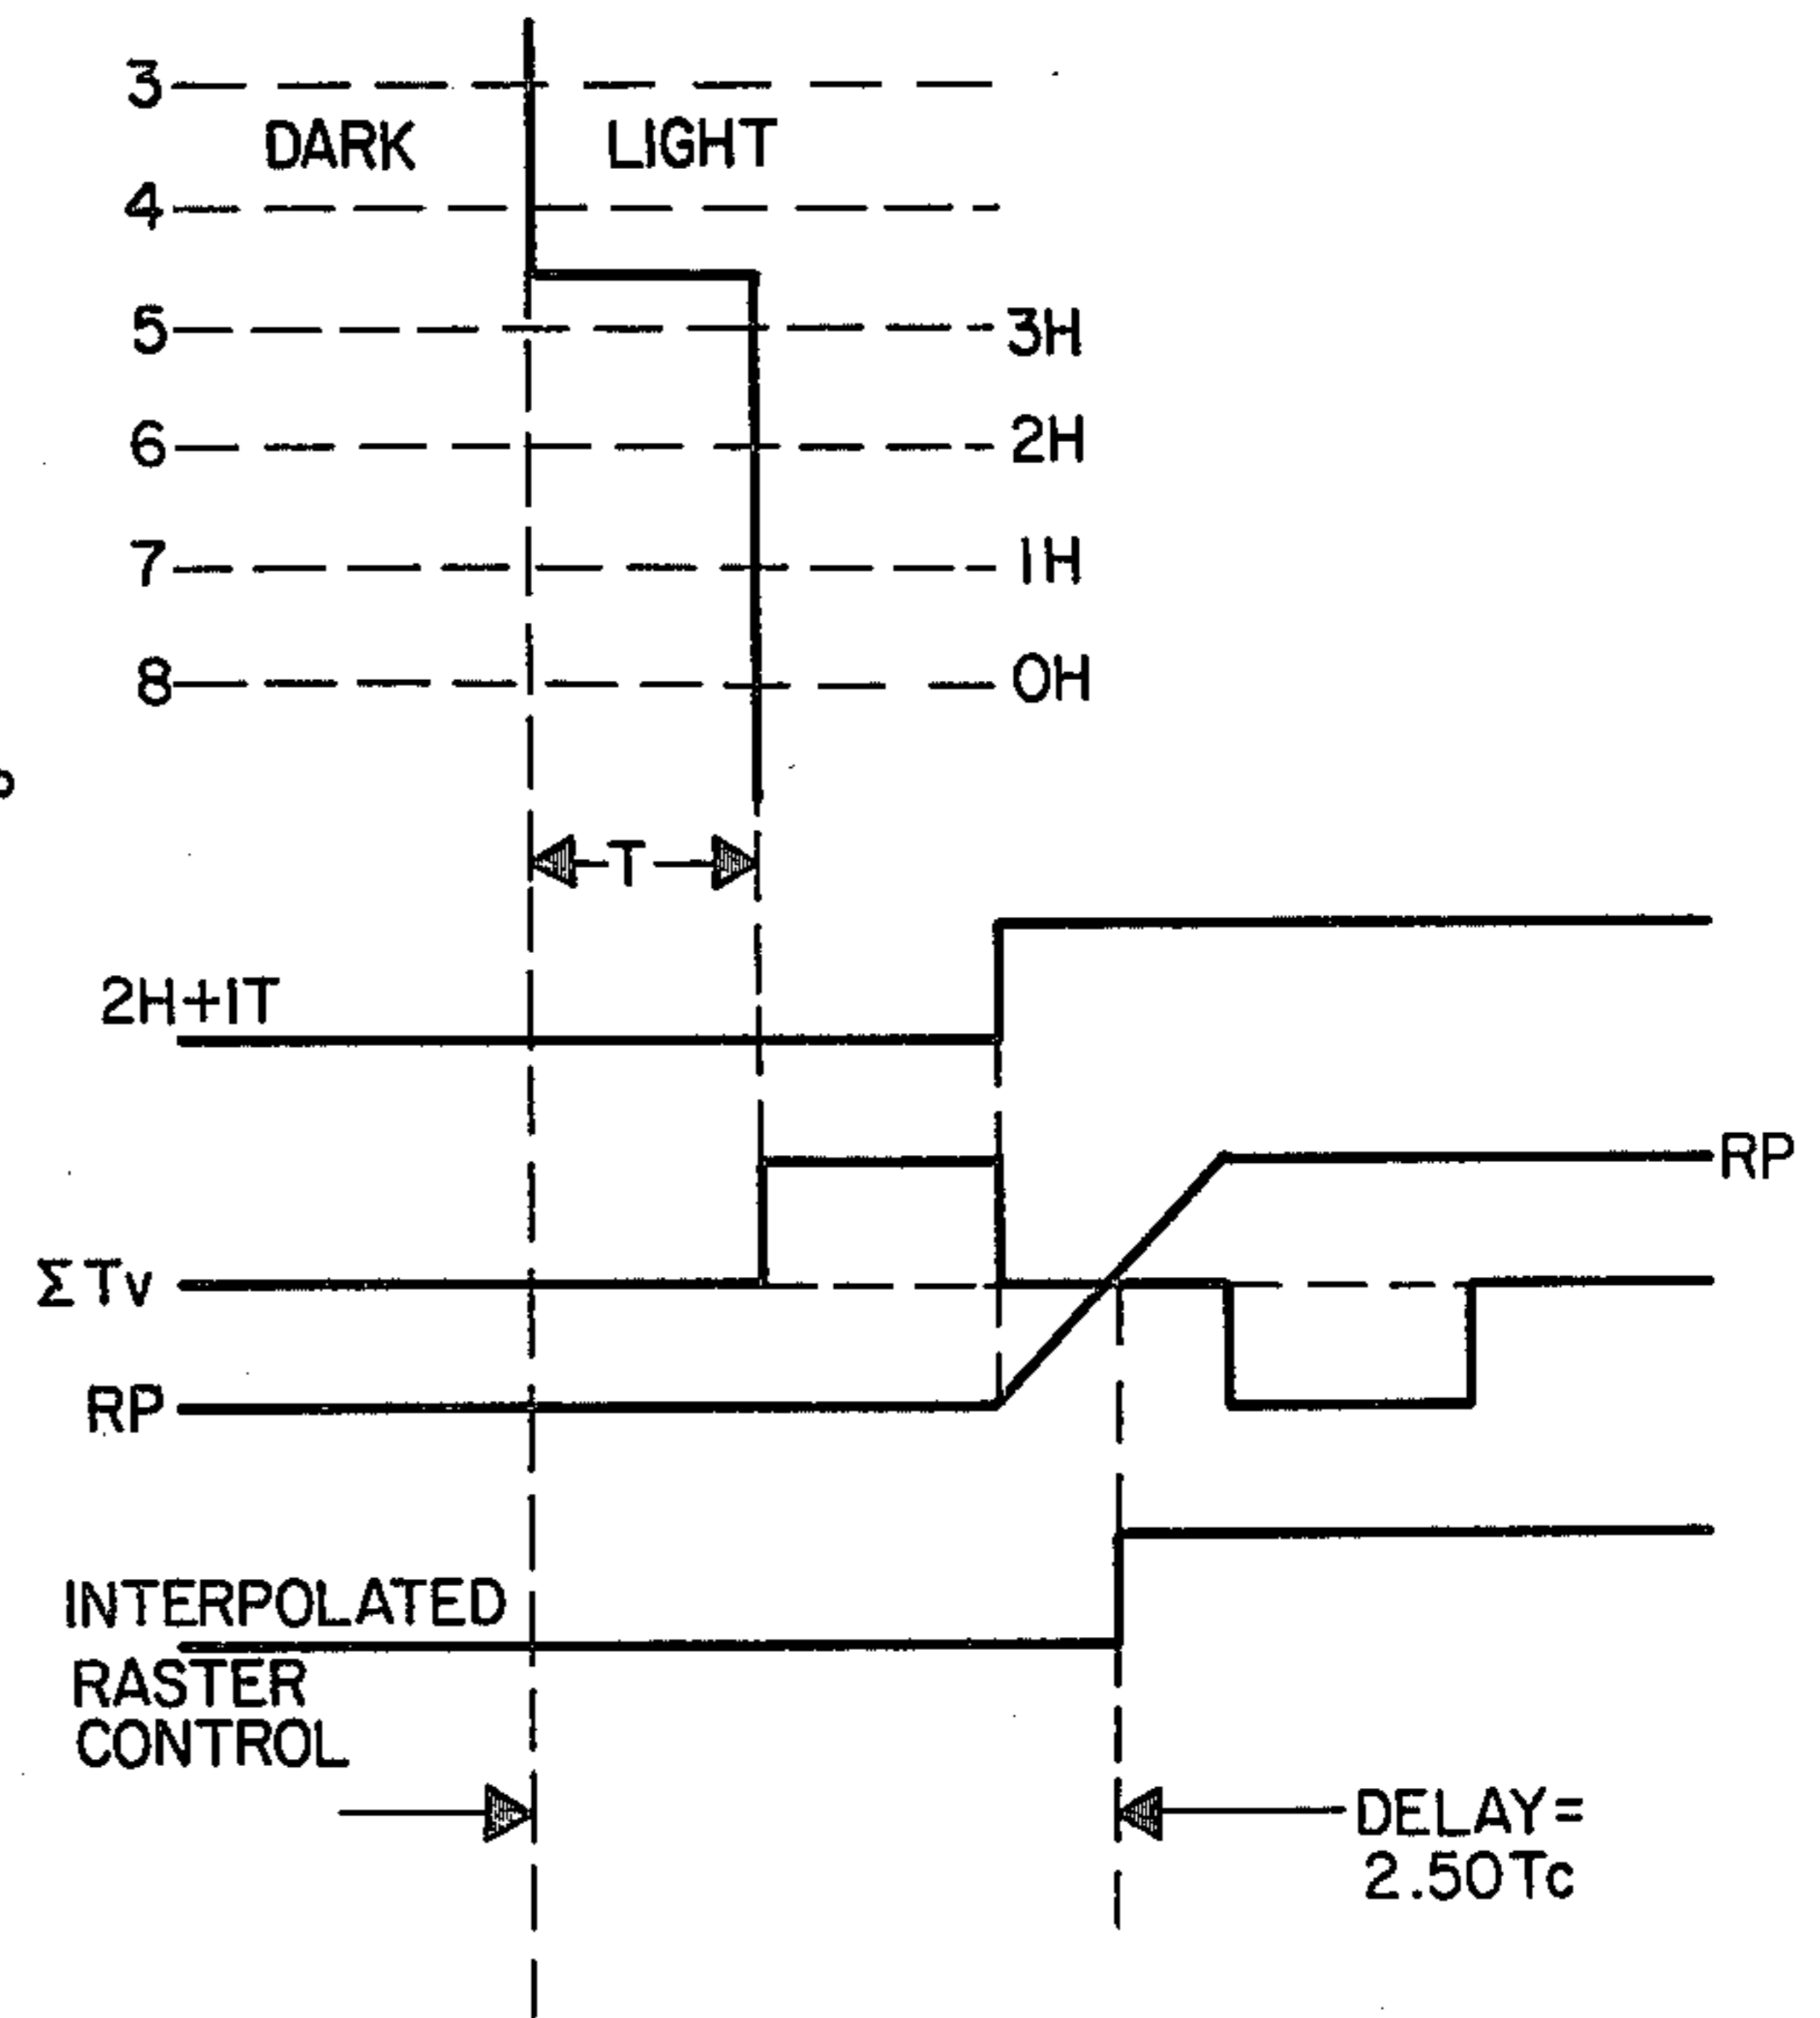 3
DARK LIGHT
4
5 3H
6 2H
7 1H
8 0H
T
2H+1T
RP
ΣTv
RP
INTERPOLATED
RASTER
CONTROL
DELAY=
2.50Tc